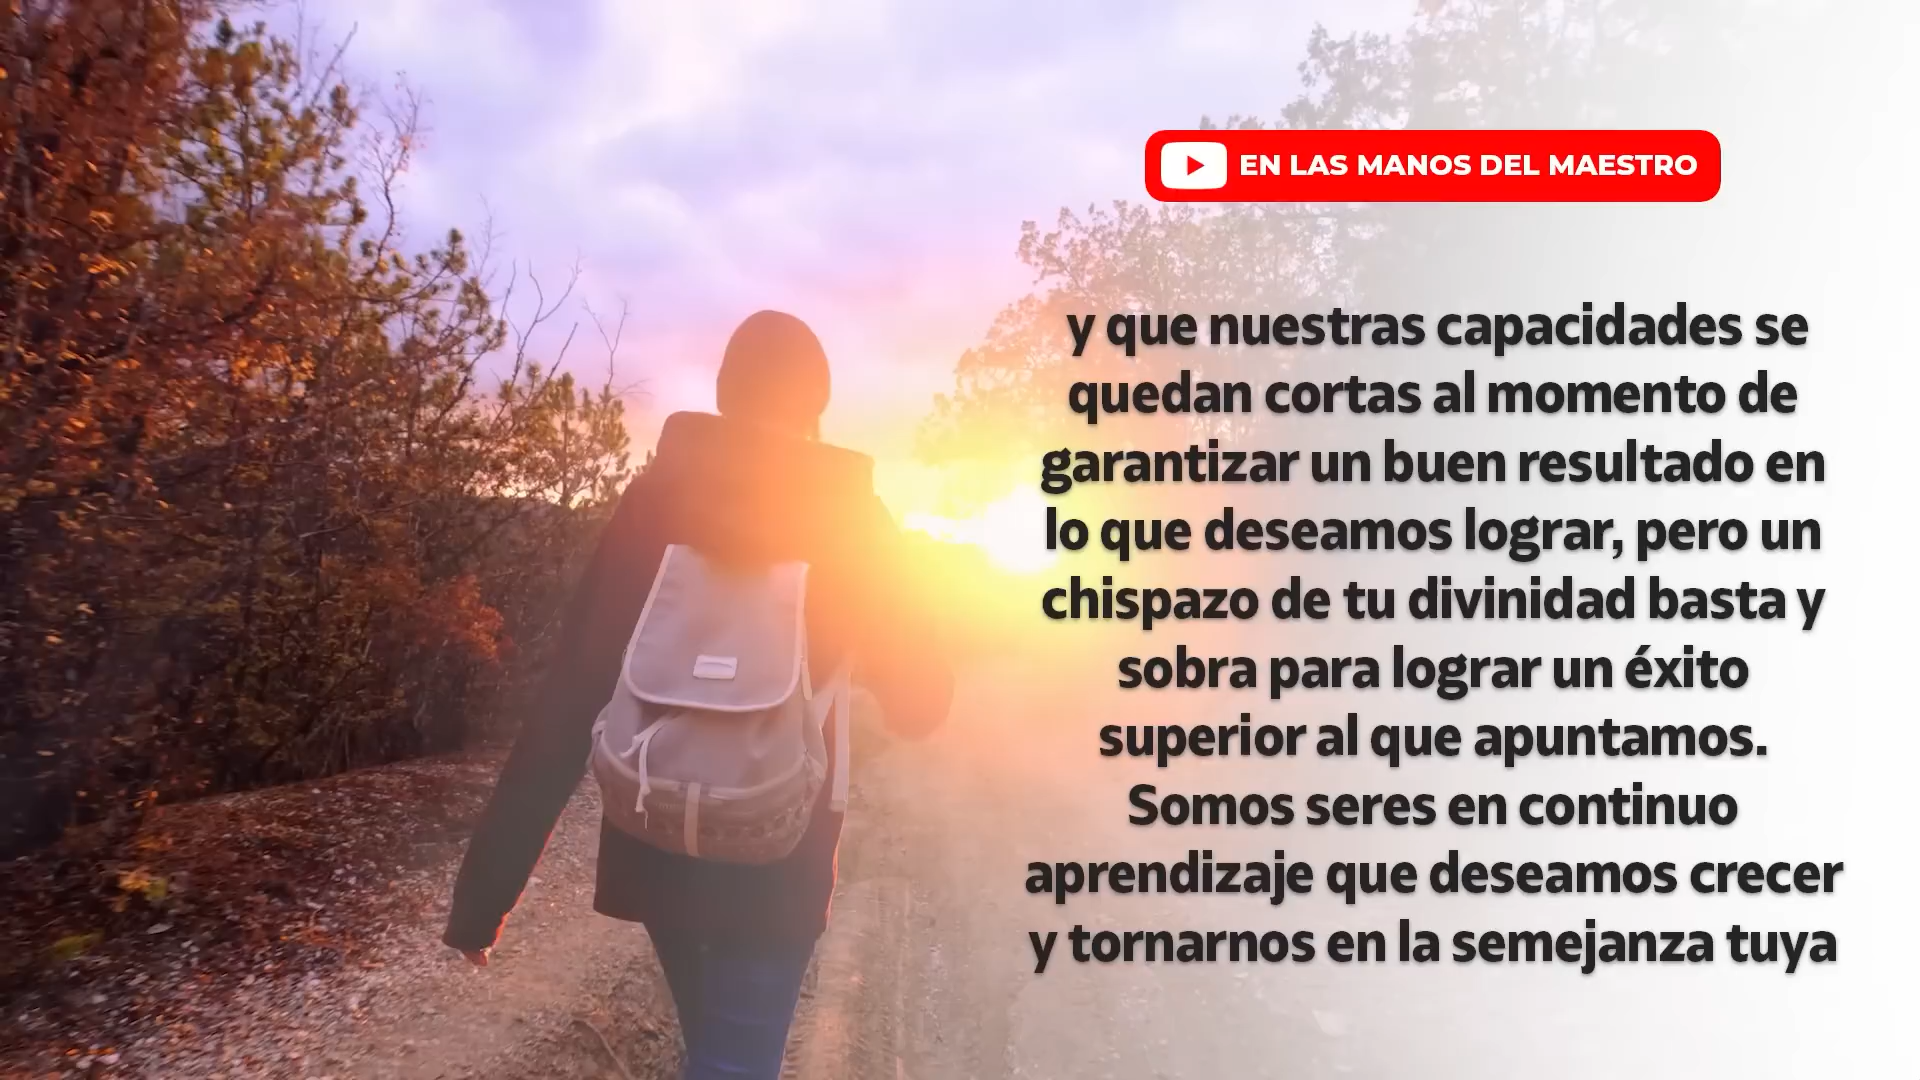 EN LAS MANOS DEL MAESTRO
y que nuestras capacidades se
quedan cortas al momento de
garantizar un buen resultado en
lo que deseamos lograr, pero un
chispazo de tu divinidad basta y
sobra para lograr un éxito
superior al que apuntamos.
Somos seres en continuo
aprendizaje que deseamos crecer
y tornarnos en la semejanza tuya